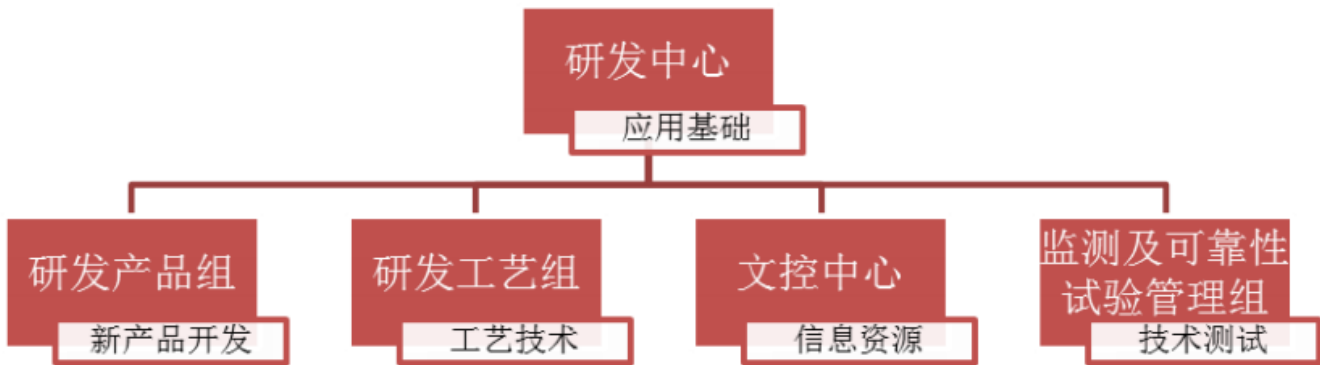 研发中心
应用基础
研发产品组
新产品开发
研发工艺组
工艺技术
文控中心
信息资源
监测及可靠性
试验管理组
技术测试